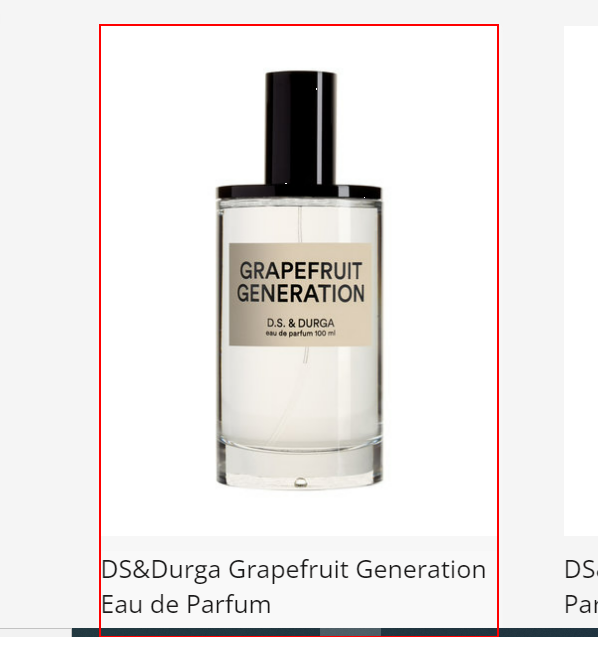 GRAPEFRUIT
GENERATION
D.S. & DURGA
eau de parfum 100 ml
DS&Durga Grapefruit Generation
Eau de Parfum